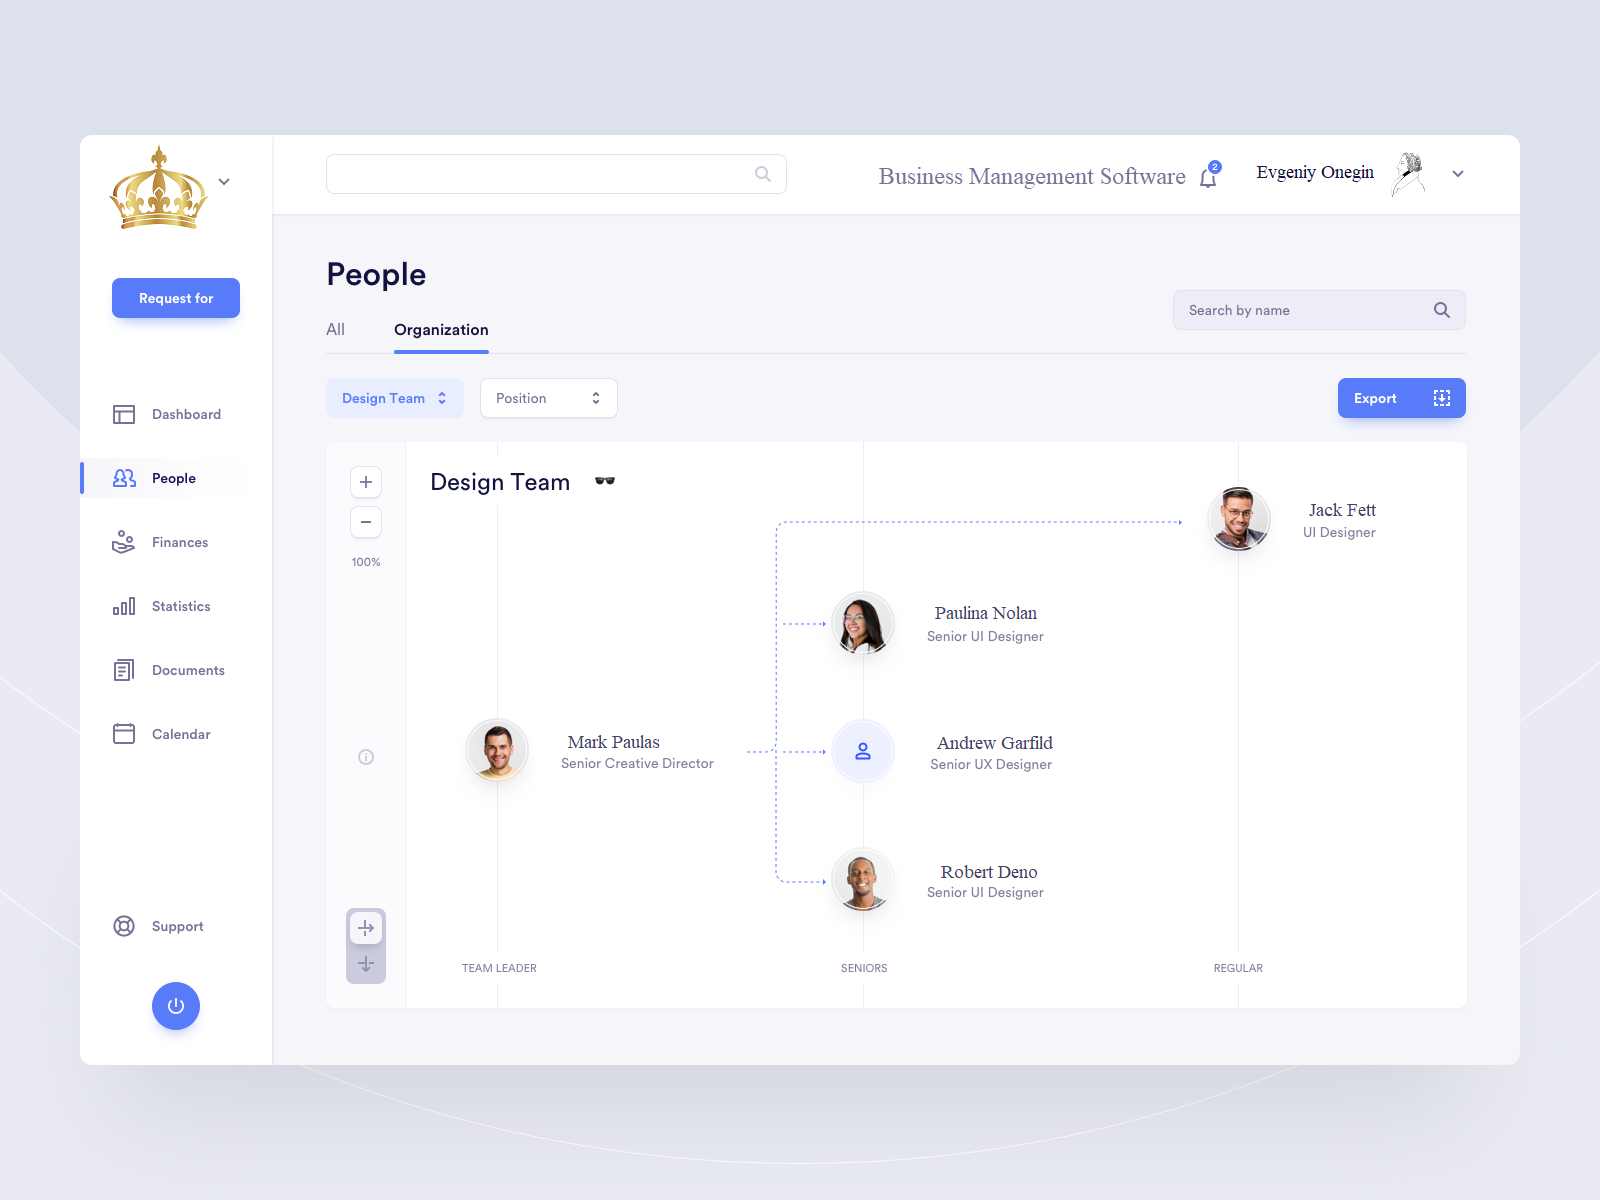 Business Management Software
2
Evgeniy Onegin
Request for
Dashboard
People
Finances
Statistics
Documents
Calendar
Support
People
All
Organization
Search by name
Design Team
Position
Export
100%
Design Team
Jack Fett
UI Designer
Paulina Nolan
Senior UI Designer
Mark Paulas
Senior Creative Director
Andrew Garfild
Senior UX Designer
Robert Deno
Senior UI Designer
TEAM LEADER
SENIORS
REGULAR